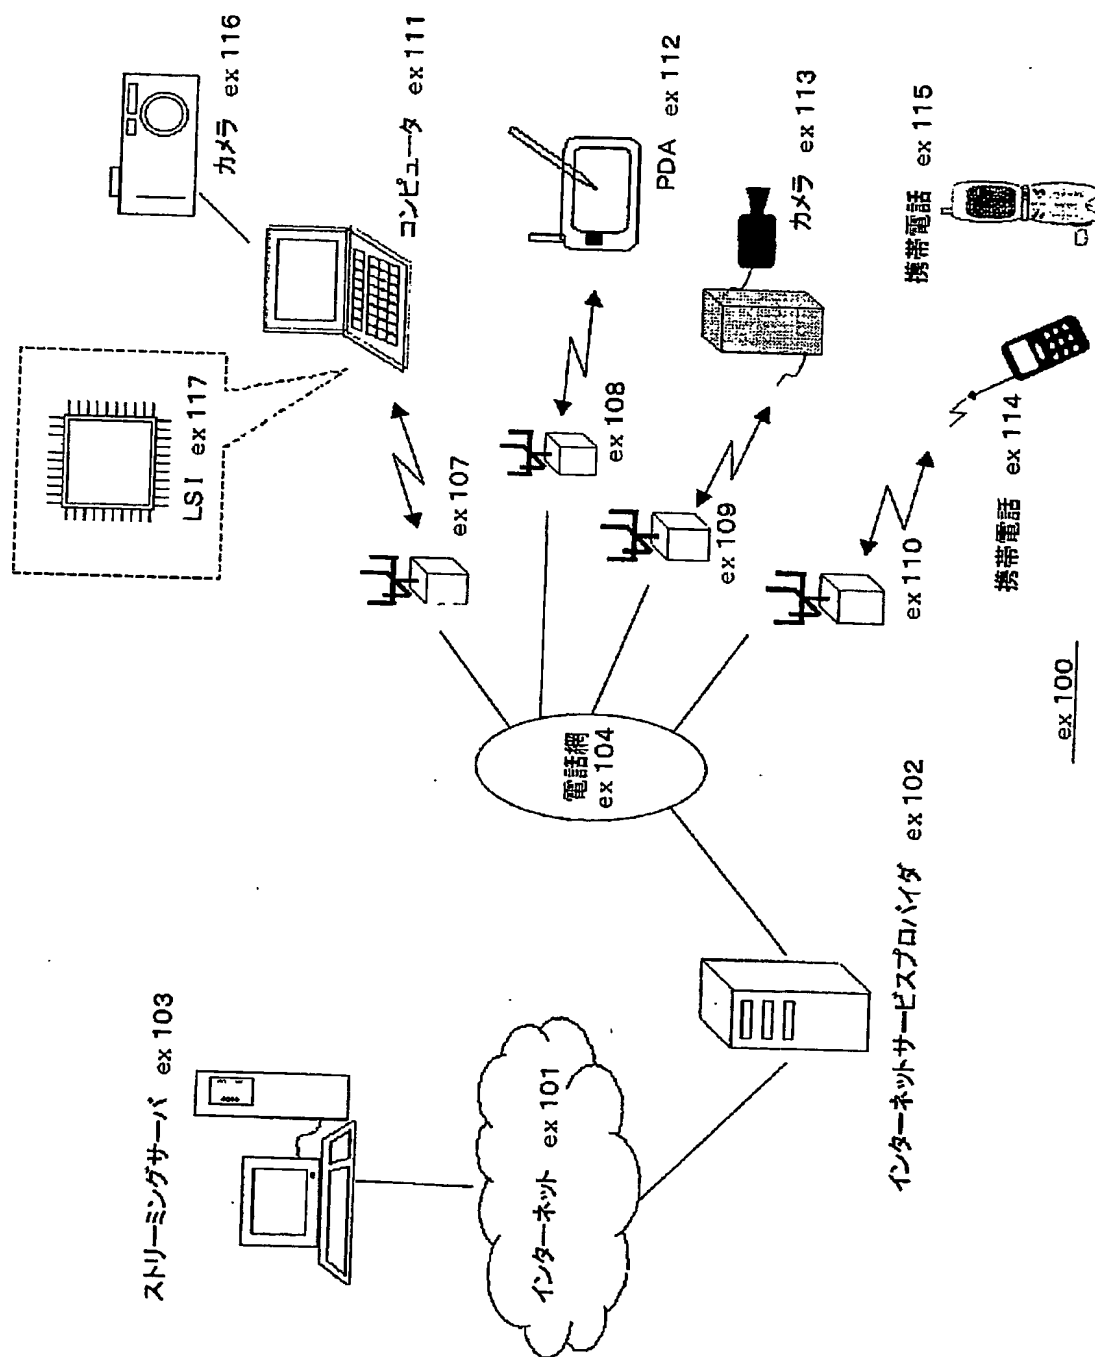 ストリーミングサーバ ex 103
インターネット ex 101
インターネットサービスプロバイダ ex 102
電話網
ex 104
LSI ex 117
カメラ ex 116
コンピュータ ex 111
ex 107
ex 108
PDA ex 112
ex 109
カメラ ex 113
ex 110
携帯電話 ex 114
携帯電話 ex 115
ex 100